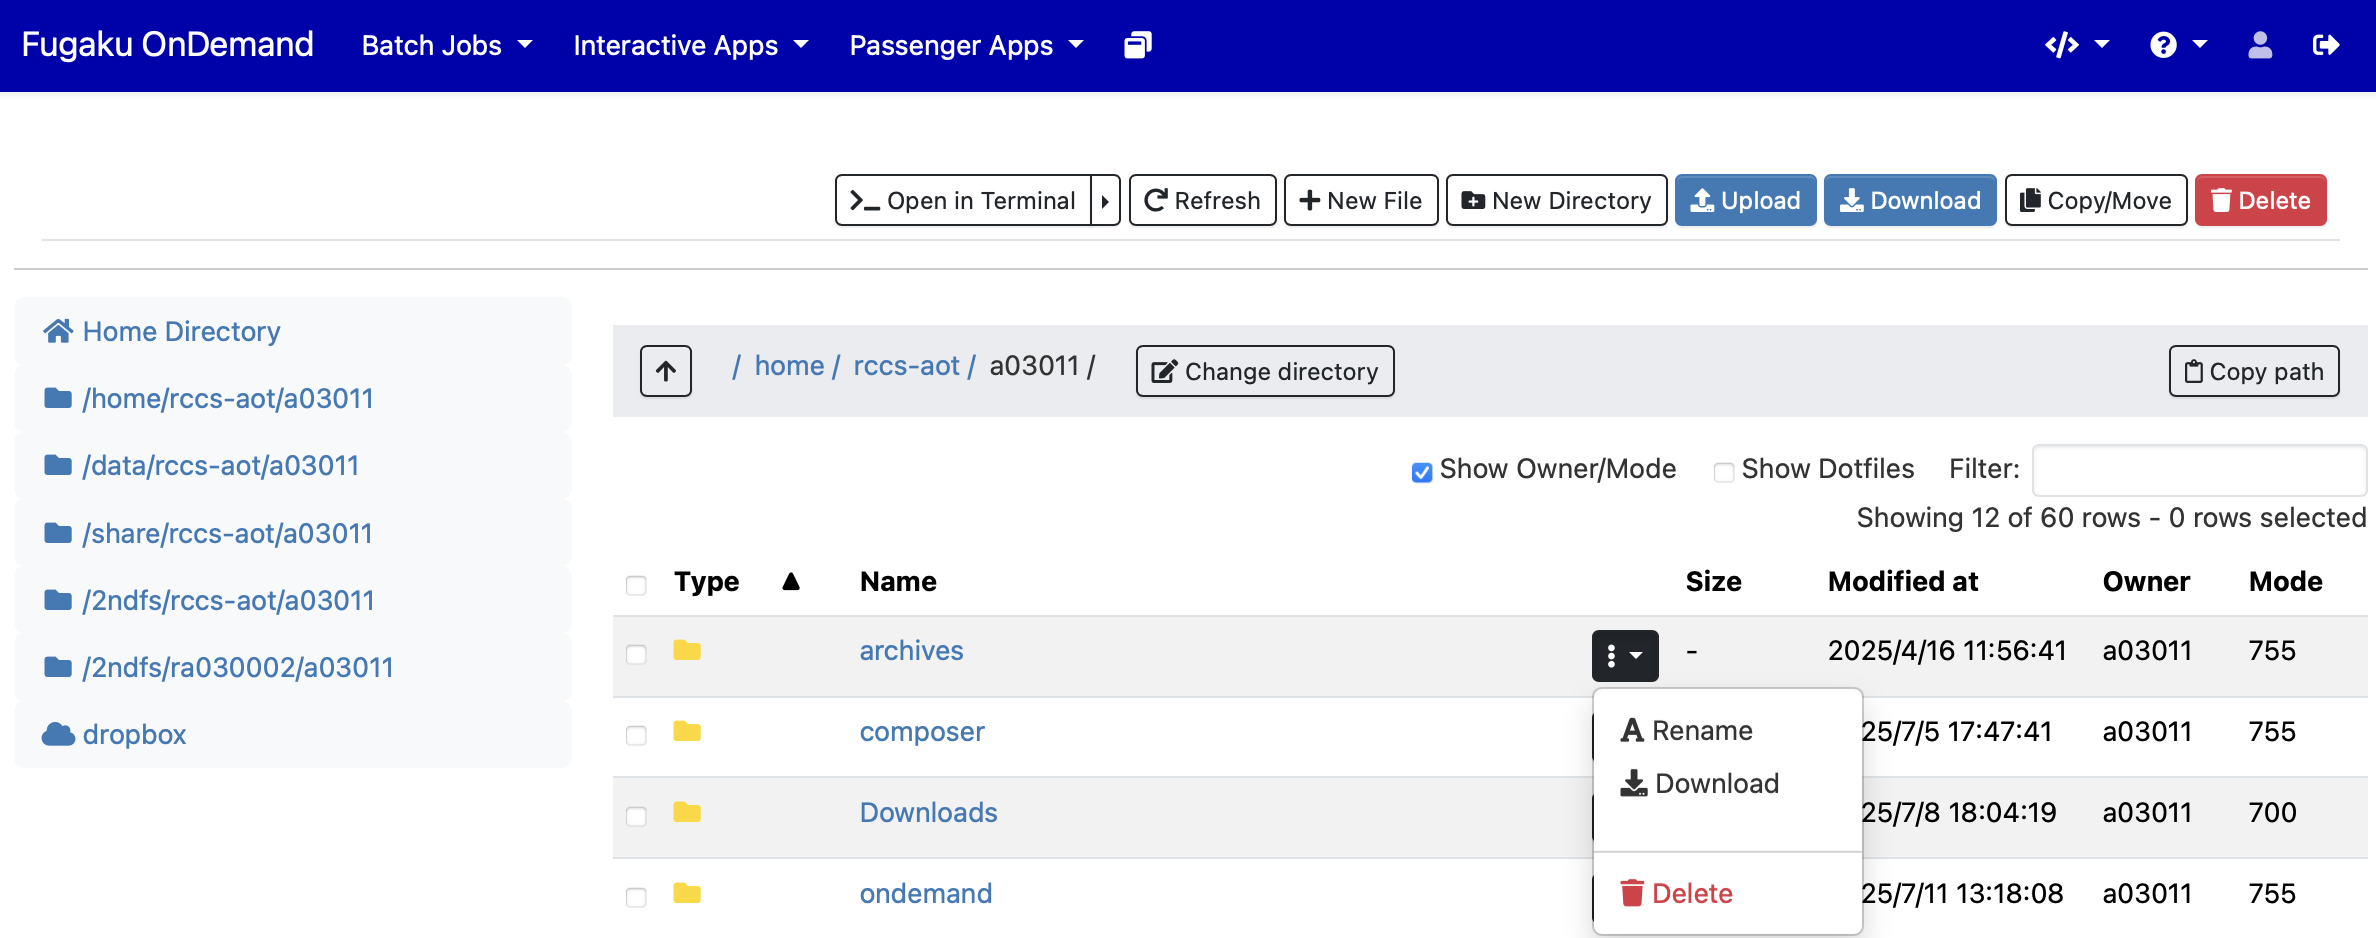 Fugaku OnDemand Batch Jobs Interactive Apps Passenger Apps
Open in Terminal Refresh New File New Directory Upload Download Copy/Move Delete
Home Directory
/home/rccs-aot/a03011
/data/rccs-aot/a03011
/share/rccs-aot/a03011
/2ndfs/rccs-aot/a03011
/2ndfs/ra030002/a03011
dropbox
/ home / rccs-aot / a03011 / Change directory Copy path
Show Owner/Mode Show Dotfiles Filter:
Showing 12 of 60 rows - 0 rows selected
Type Name Size Modified at Owner Mode
archives - 2025/4/16 11:56:41 a03011 755
composer 25/7/5 17:47:41 a03011 755
Downloads 25/7/8 18:04:19 a03011 700
ondemand 25/7/11 13:18:08 a03011 755
Rename
Download
Delete